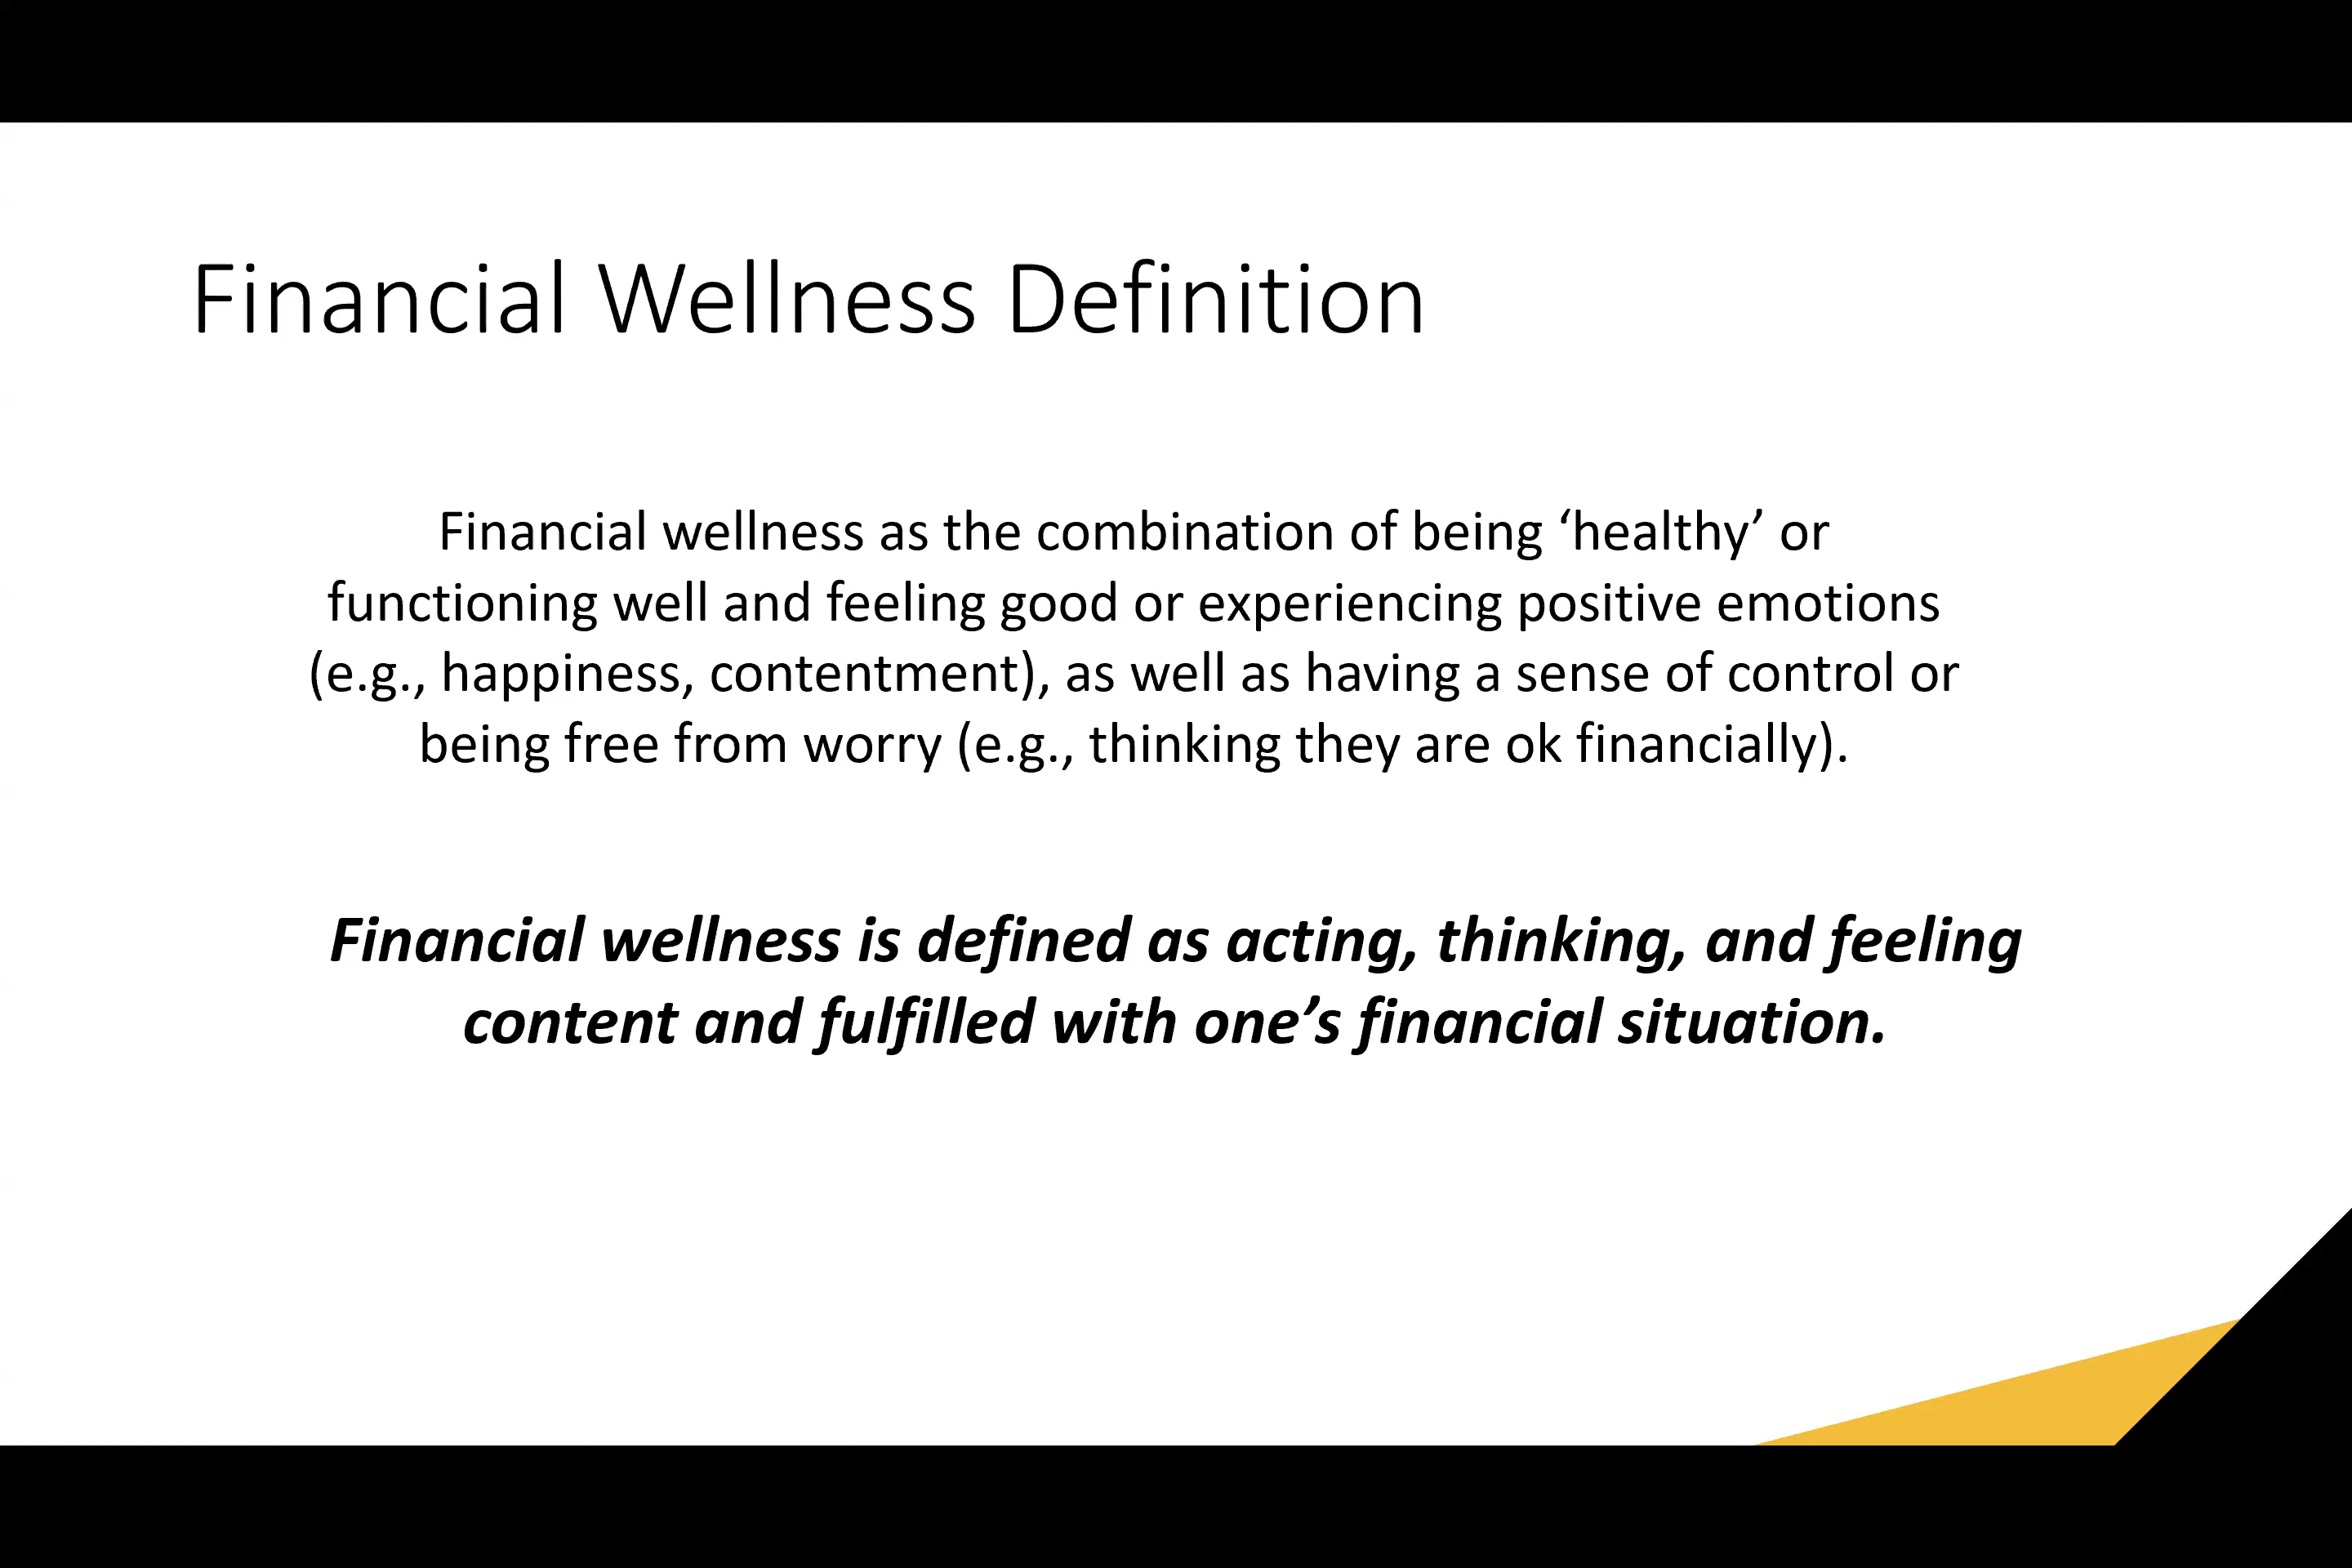 Financial Wellness Definition
Financial wellness as the combination of being ‘healthy’ or
functioning well and feeling good or experiencing positive emotions
(e.g., happiness, contentment), as well as having a sense of control or
being free from worry (e.g., thinking they are ok financially).
Financial wellness is defined as acting, thinking, and feeling
content and fulfilled with one’s financial situation.